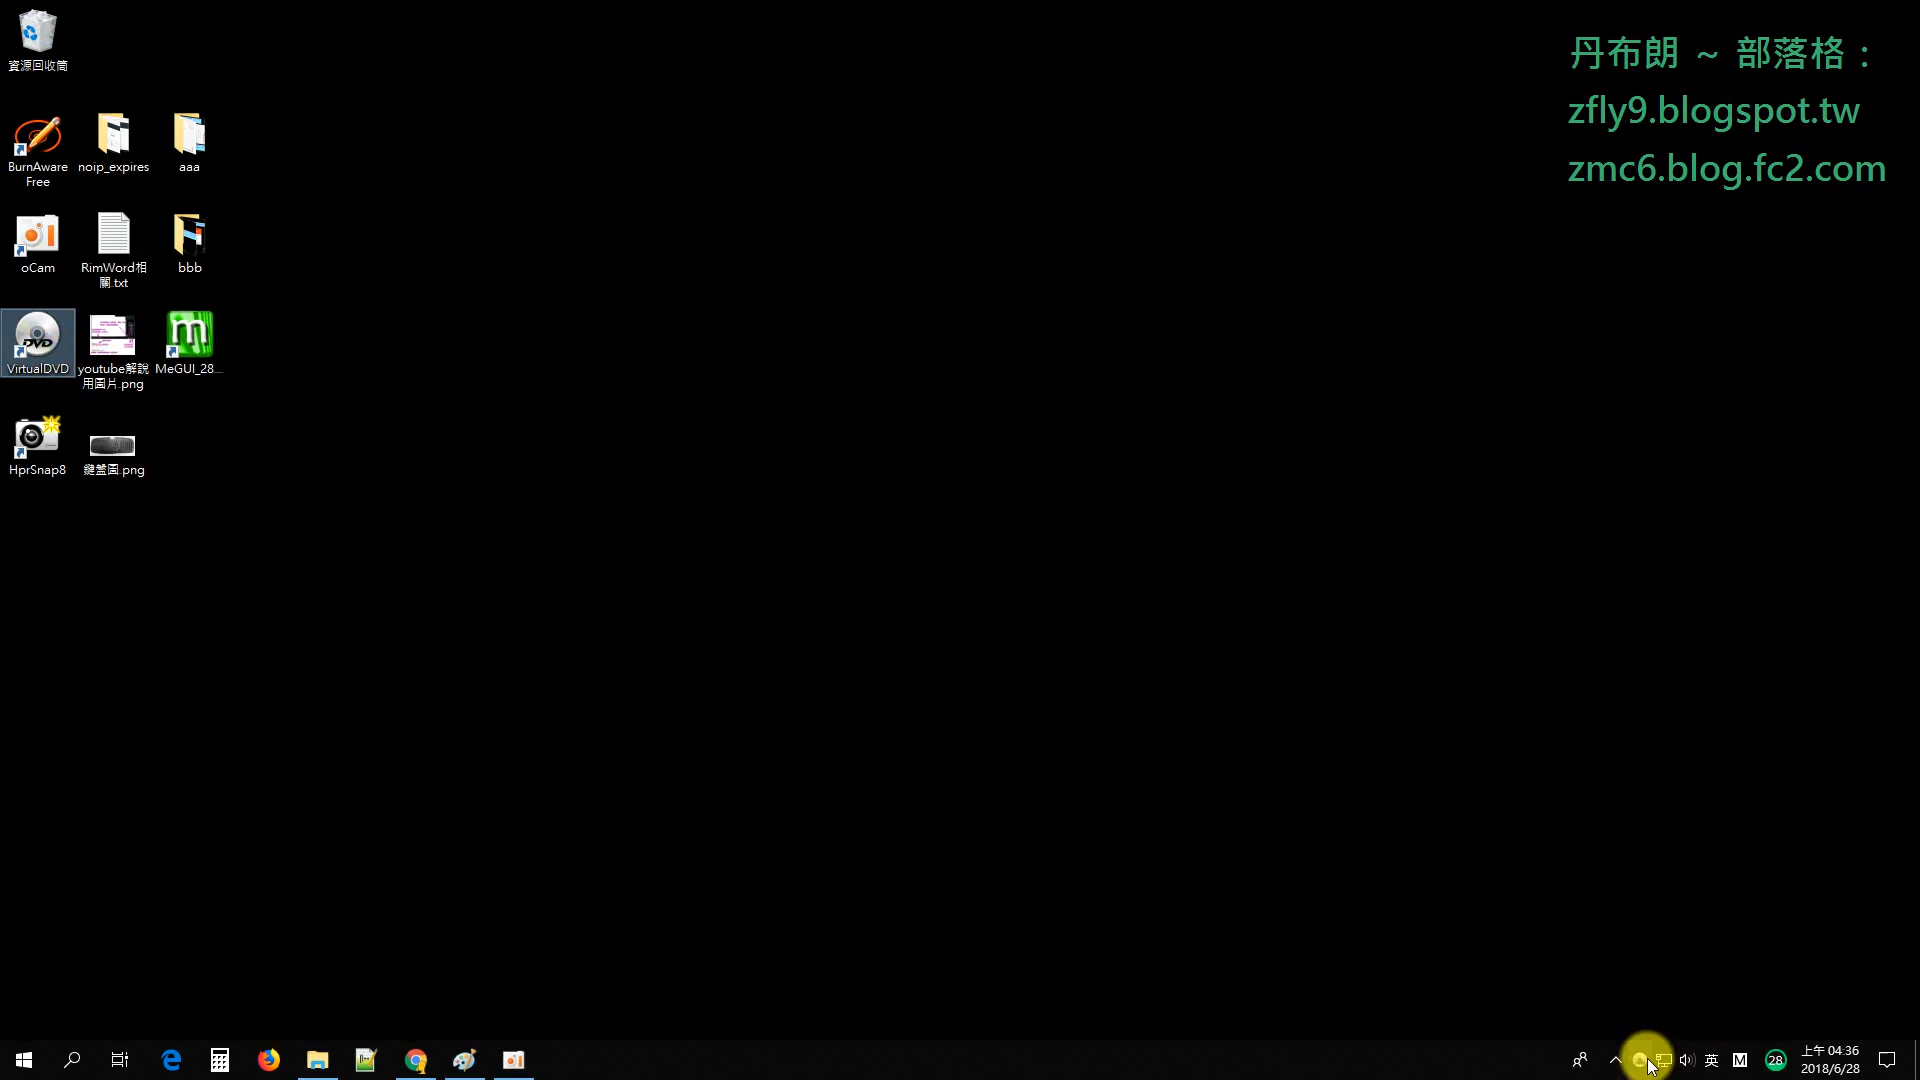 資源回收筒
丹布朗 ~ 部落格：
zfly9.blogspot.tw
zmc6.blog.fc2.com
BurnAware
Free
noip_expires
aaa
oCam
RimWord相
關.txt
bbb
VirtualDVD
youtube解說
用圖片.png
MeGUI_28...
HprSnap8
鍵盤圖.png
英
M
28
上午 04:36
2018/6/28